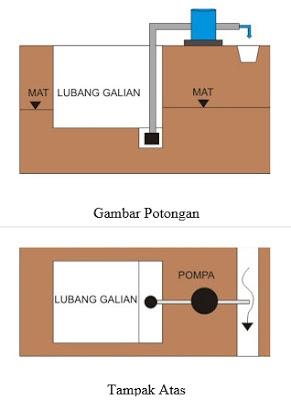 MAT
LUBANG GALIAN
MAT
Gambar Potongan
POMPA
LUBANG GALIAN
Tampak Atas